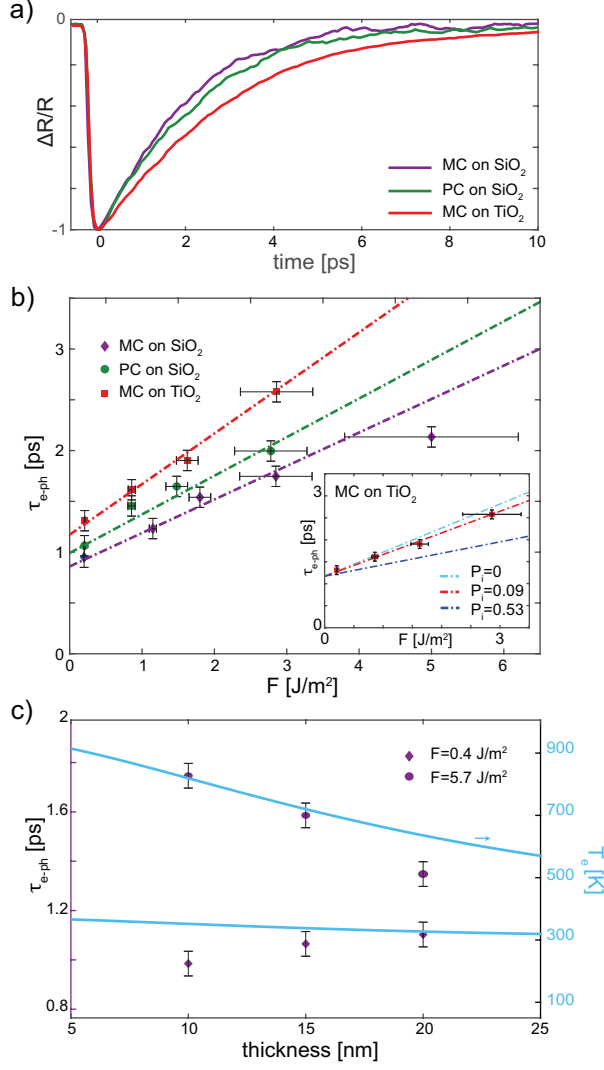 a)
0
ΔR/R
-1
MC on SiO₂
PC on SiO₂
MC on TiO₂
0 2 4 6 8 10
time [ps]
b)
3
2
1
0
τe-ph [ps]
MC on SiO₂
PC on SiO₂
MC on TiO₂
0 1 2 3 4 5 6
F [J/m²]
MC on TiO₂
3
0
τe-ph [ps]
Pᵢ=0
Pᵢ=0.09
Pᵢ=0.53
0 F [J/m²] 3
c)
2
1.6
1.2
0.8
τe-ph [ps]
F=0.4 J/m²
F=5.7 J/m²
900
700
500
300
100
Te [K]
5 10 15 20 25
thickness [nm]